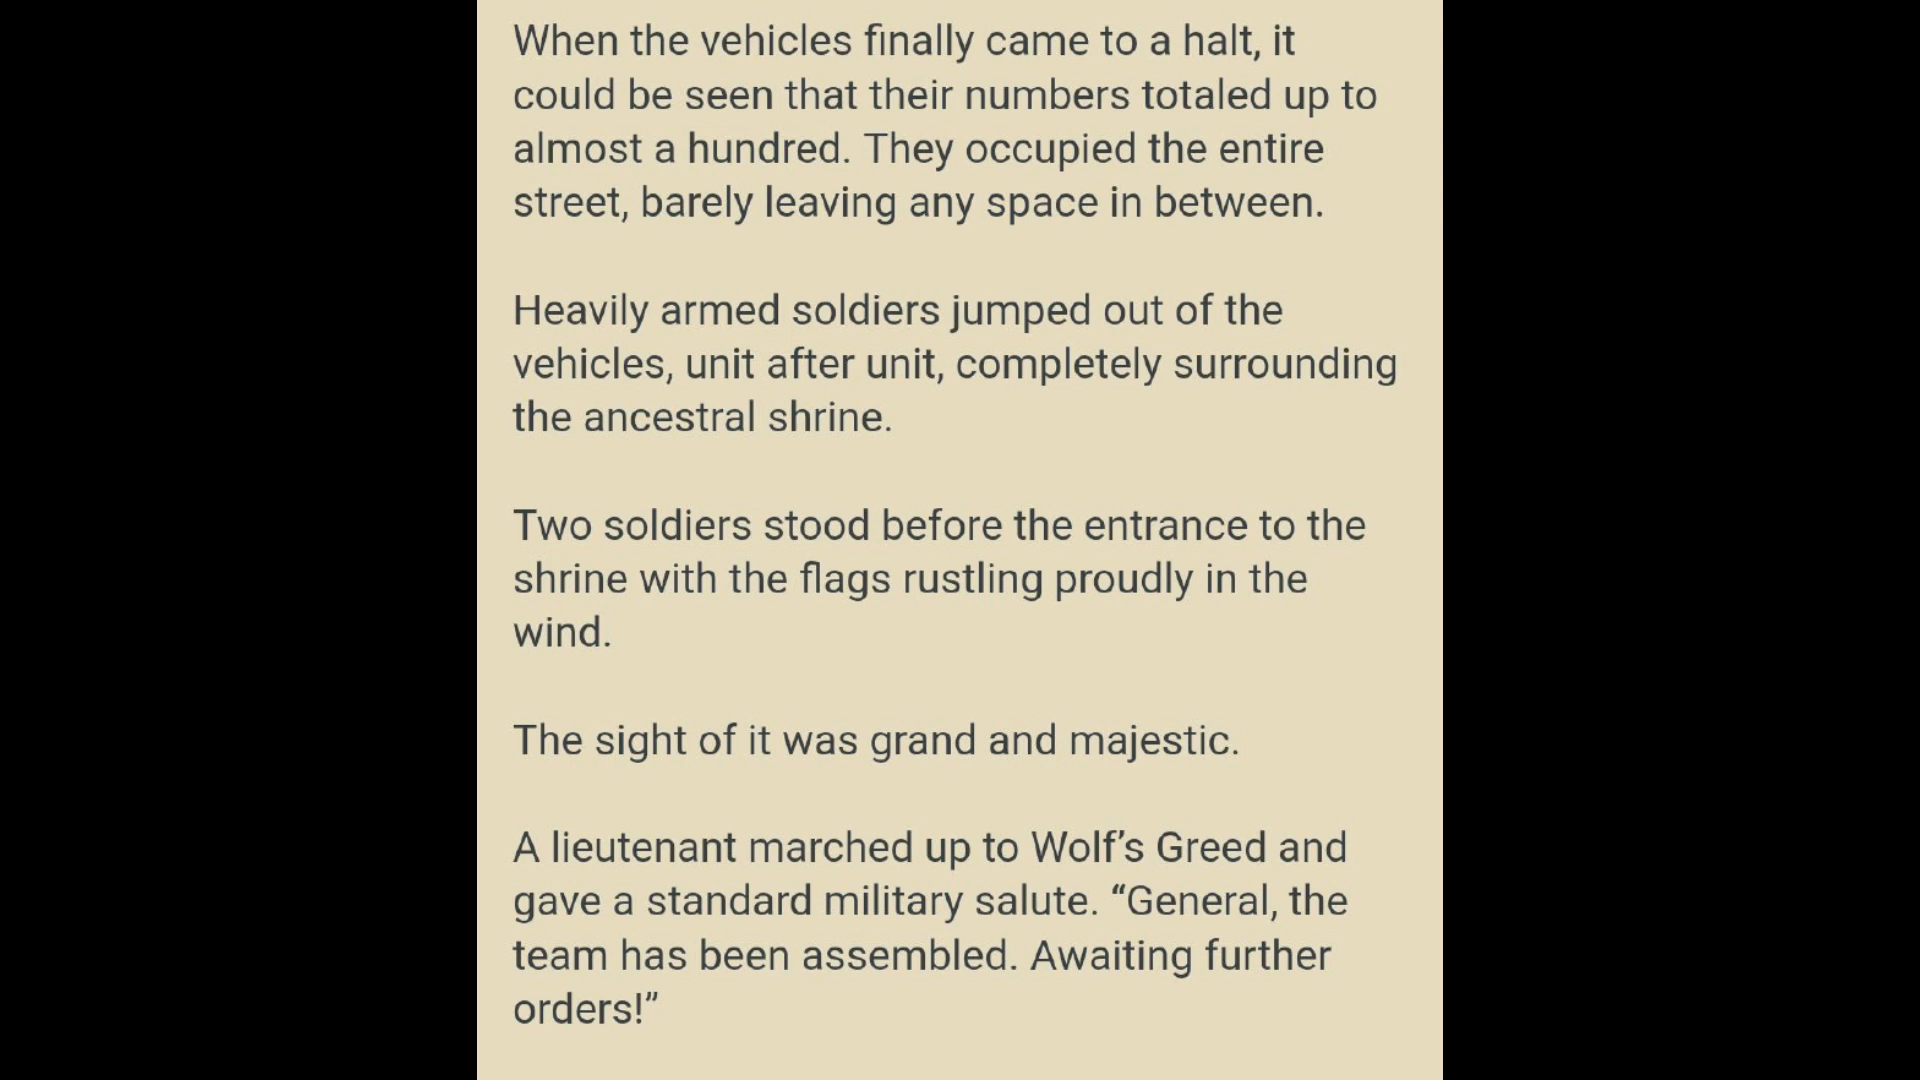 When the vehicles finally came to a halt, it
could be seen that their numbers totaled up to
almost a hundred. They occupied the entire
street, barely leaving any space in between.
Heavily armed soldiers jumped out of the
vehicles, unit after unit, completely surrounding
the ancestral shrine.
Two soldiers stood before the entrance to the
shrine with the flags rustling proudly in the
wind.
The sight of it was grand and majestic.
A lieutenant marched up to Wolf’s Greed and
gave a standard military salute. “General, the
team has been assembled. Awaiting further
orders!”